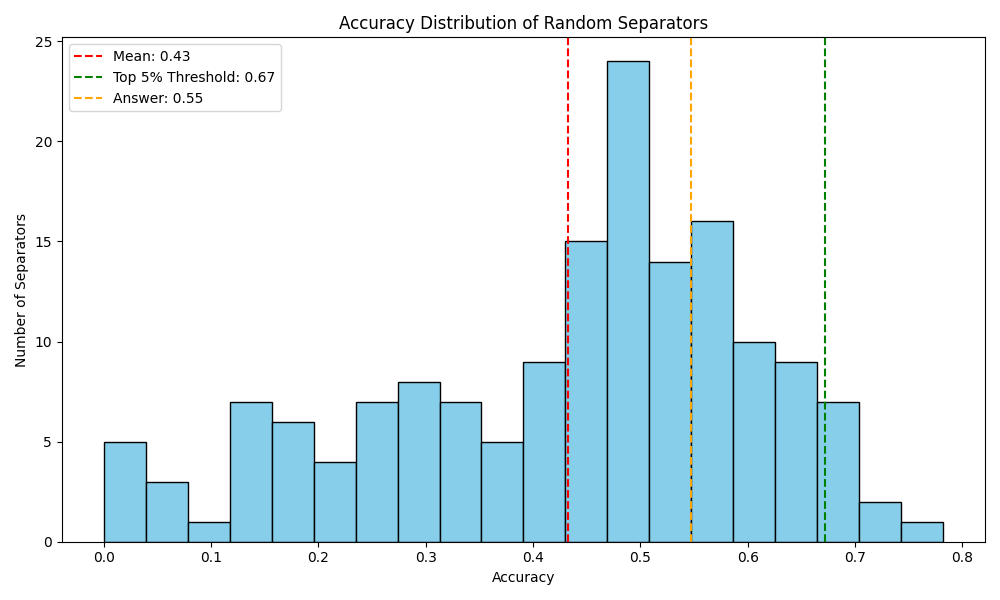 Accuracy Distribution of Random Separators
Mean: 0.43
Top 5% Threshold: 0.67
Answer: 0.55
Number of Separators
25
20
15
10
5
0
0.0 0.1 0.2 0.3 0.4 0.5 0.6 0.7 0.8
Accuracy